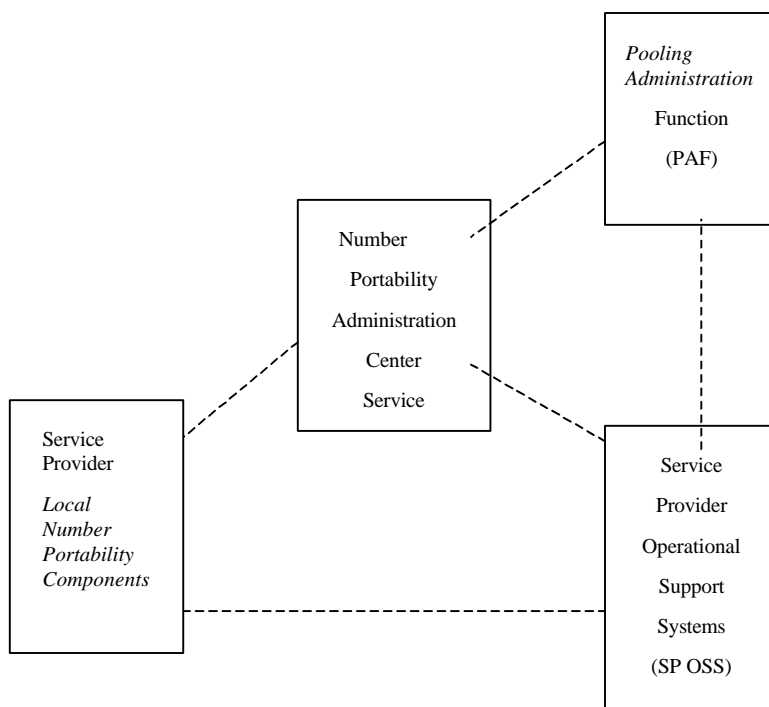 Pooling
Administration
Function
(PAF)
Number
Portability
Administration
Center
Service
Service
Provider
Local
Number
Portability
Components
Service
Provider
Operational
Support
Systems
(SP OSS)